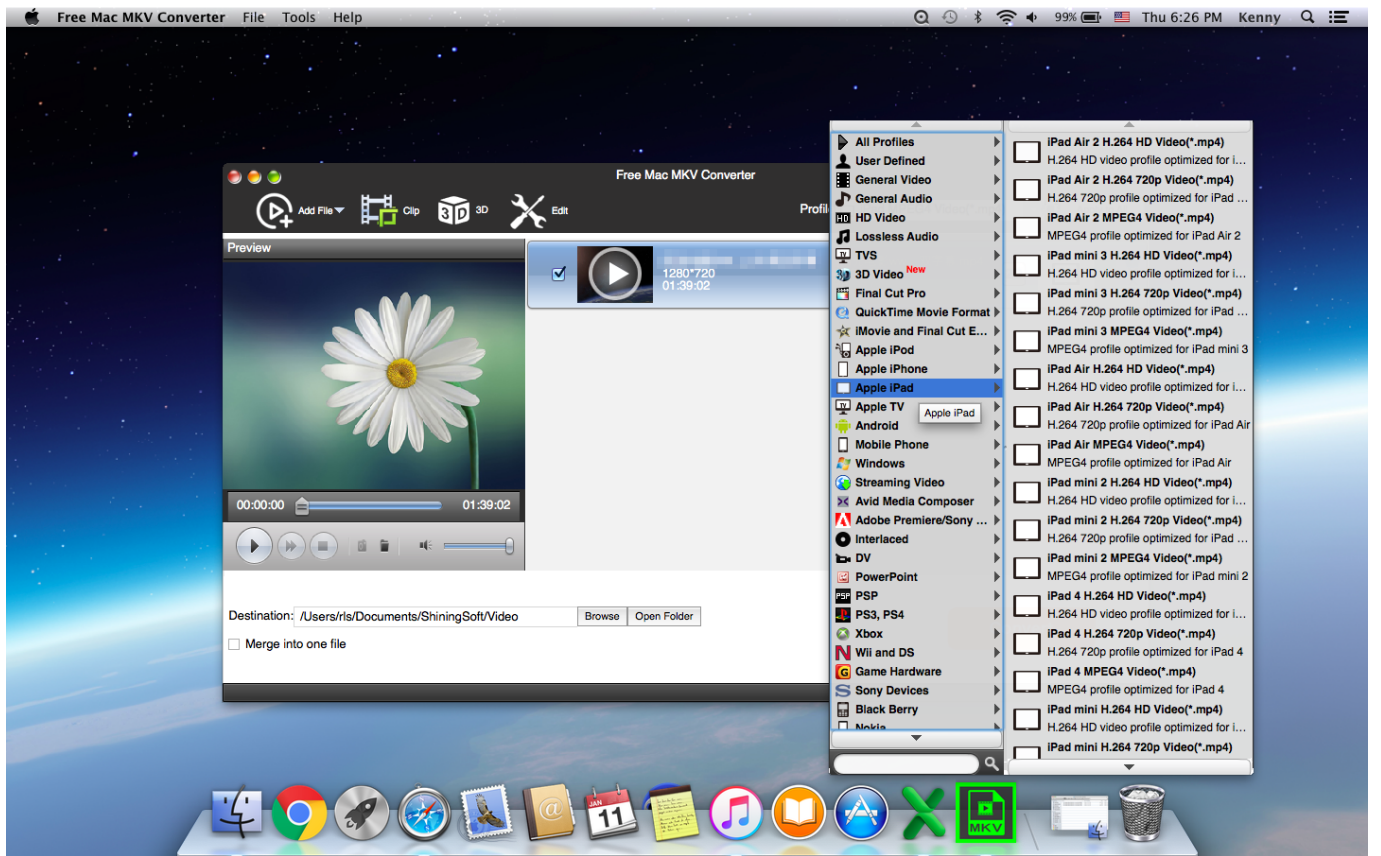 Free Mac MKV Converter File Tools Help
99% Thu 6:26 PM Kenny
Free Mac MKV Converter
Add File
Clip
3D 3D
Edit
Profil
Preview
1280*720
01:39:02
00:00:00
01:39:02
Destination: /Users/rls/Documents/ShiningSoft/Video
Browse
Open Folder
Merge into one file
All Profiles
User Defined
General Video
General Audio
HD HD Video
Lossless Audio
TV TVS
3D 3D Video New
Final Cut Pro
QuickTime Movie Format
iMovie and Final Cut E...
Apple iPod
Apple iPhone
Apple iPad
TV Apple TV
Apple iPad
Android
Mobile Phone
Windows
Streaming Video
Avid Media Composer
Adobe Premiere/Sony ...
Interlaced
DV
PowerPoint
PSP PSP
PS3, PS4
Xbox
N Wii and DS
G Game Hardware
S Sony Devices
Black Berry
Nokia
iPad Air 2 H.264 HD Video(*.mp4)
H.264 HD video profile optimized for i...
iPad Air 2 H.264 720p Video(*.mp4)
H.264 720p video profile optimized for iPad ...
iPad Air 2 MPEG4 Video(*.mp4)
MPEG4 profile optimized for iPad Air 2
iPad mini 3 H.264 HD Video(*.mp4)
H.264 HD video profile optimized for i...
iPad mini 3 H.264 720p Video(*.mp4)
H.264 720p video profile optimized for iPad ...
iPad mini 3 MPEG4 Video(*.mp4)
MPEG4 profile optimized for iPad mini 3
iPad Air H.264 HD Video(*.mp4)
H.264 HD video profile optimized for i...
iPad Air H.264 720p Video(*.mp4)
H.264 720p video profile optimized for iPad Air
iPad Air MPEG4 Video(*.mp4)
MPEG4 profile optimized for iPad Air
iPad mini 2 H.264 HD Video(*.mp4)
H.264 HD video profile optimized for i...
iPad mini 2 H.264 720p Video(*.mp4)
H.264 720p video profile optimized for iPad ...
iPad mini 2 MPEG4 Video(*.mp4)
MPEG4 profile optimized for iPad mini 2
iPad 4 H.264 HD Video(*.mp4)
H.264 HD video profile optimized for i...
iPad 4 H.264 720p Video(*.mp4)
H.264 720p video profile optimized for iPad 4
iPad 4 MPEG4 Video(*.mp4)
MPEG4 profile optimized for iPad 4
iPad mini H.264 HD Video(*.mp4)
H.264 HD video profile optimized for i...
iPad mini H.264 720p Video(*.mp4)
JAN
11
MKV